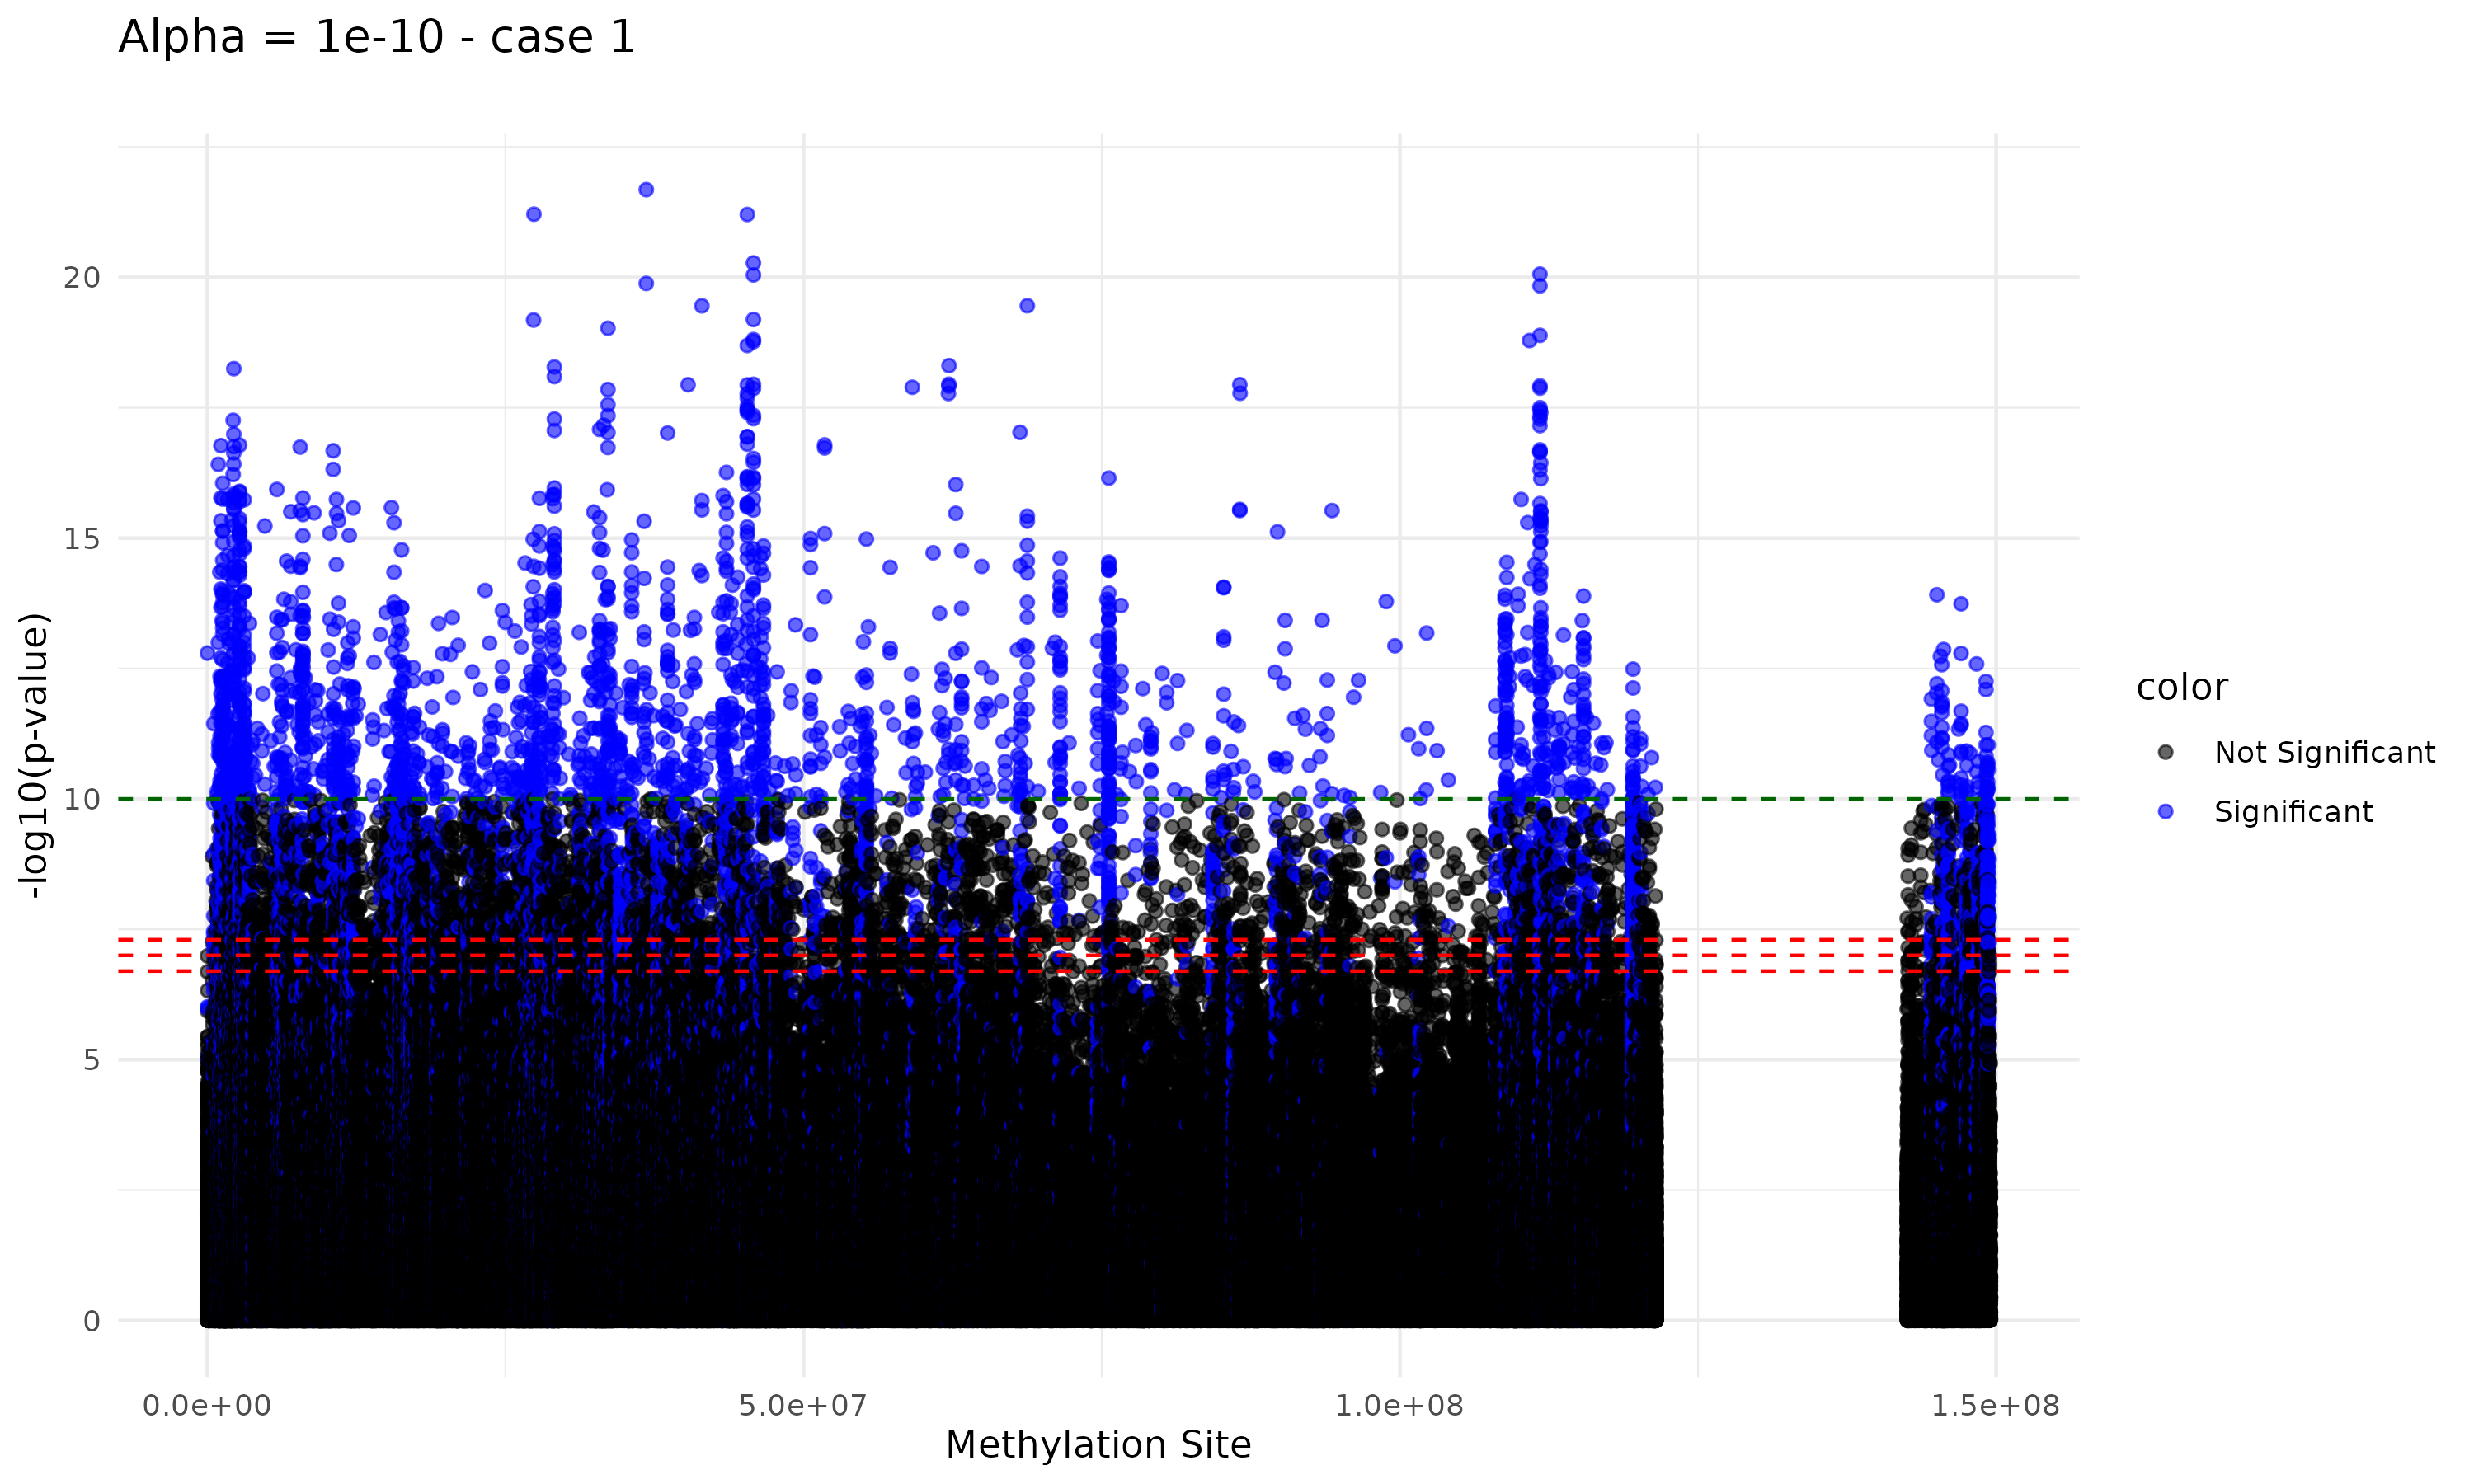 Alpha = 1e-10 - case 1
-log10(p-value)
20
15
10
5
0
0.0e+00 5.0e+07 1.0e+08 1.5e+08
Methylation Site
color
Not Significant
Significant